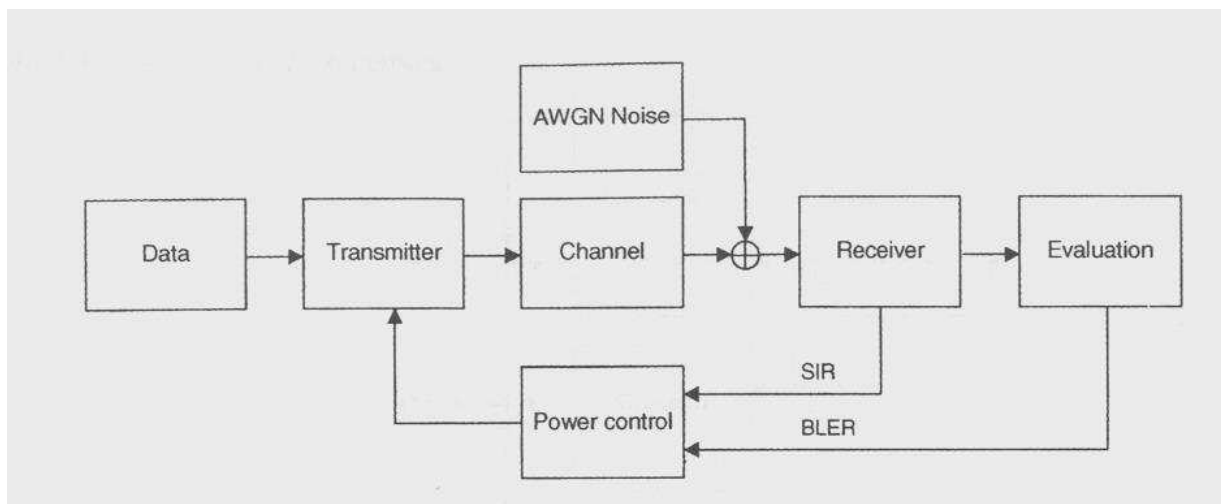 AWGN Noise
Data
Transmitter
Channel
Receiver
Evaluation
SIR
Power control
BLER